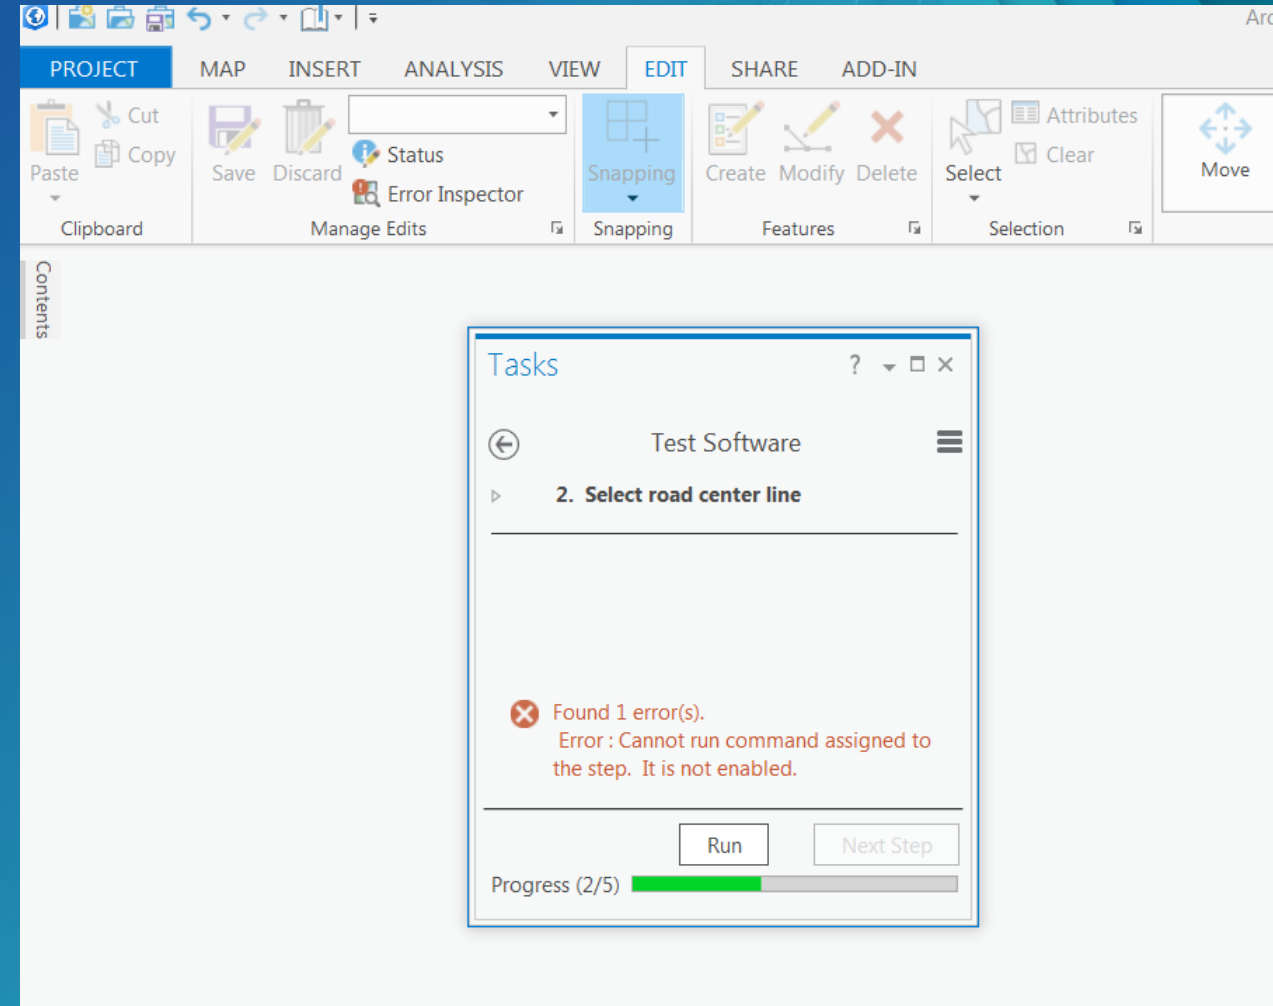 Arc
PROJECT MAP INSERT ANALYSIS VIEW EDIT SHARE ADD-IN
Paste Cut
Copy
Clipboard
Save Discard Status
Error Inspector
Manage Edits
Snapping
Snapping
Create Modify Delete
Features
Select Attributes
Clear
Selection
Move
Contents
Tasks ?
Test Software
2. Select road center line
Found 1 error(s).
Error : Cannot run command assigned to
the step. It is not enabled.
Run Next Step
Progress (2/5)